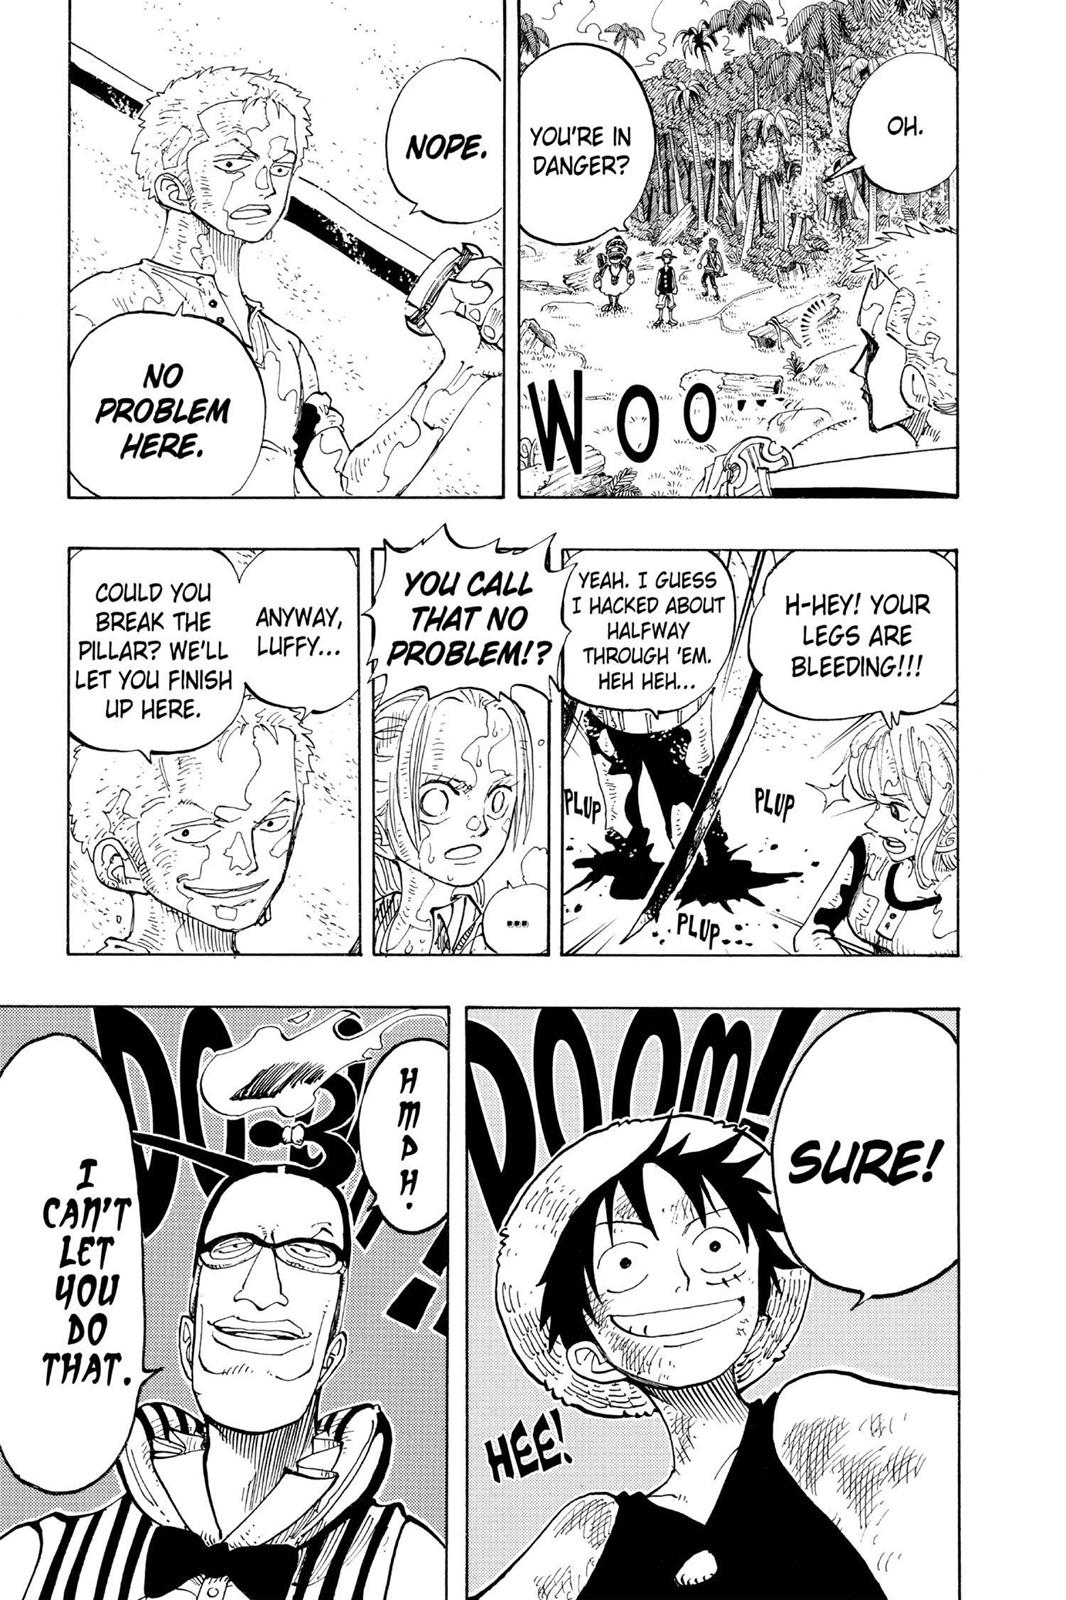 OH.
YOU'RE IN
DANGER?
WOO...
NOPE.
NO
PROBLEM
HERE.
H-HEY! YOUR
LEGS ARE
BLEEDING!!!
YEAH. I GUESS
I HACKED ABOUT
HALFWAY
THROUGH 'EM.
HEH HEH...
PLUP
PLUP
PLUP
YOU CALL
THAT NO
PROBLEM!?
...
ANYWAY,
LUFFY...
COULD YOU
BREAK THE
PILLAR? WE'LL
LET YOU FINISH
UP HERE.
DOOM!
SURE!
HEE!
HMPH.
I
CAN'T
LET
YOU
DO
THAT.